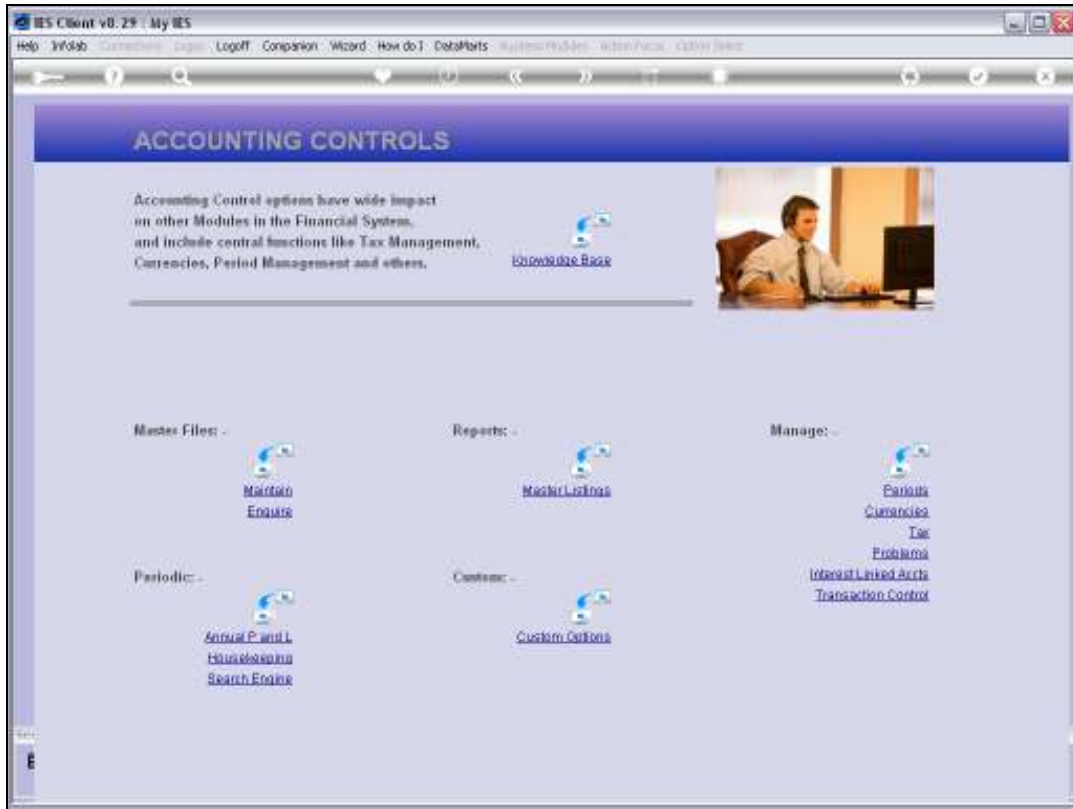 IES Client v8.29 : My IES
Help Infolab Logoff Companion Wizard How do I DataMarts
ACCOUNTING CONTROLS
Accounting Control options have wide impact
on other Modules in the Financial System,
and include central functions like Tax Management,
Currencies, Period Management and others.
Knowledge Base
Master Files: -
Reports: -
Manage: -
Maintain
Enquire
Master Listings
Periods
Currencies
Tax
Problems
Interest Linked Accts
Transaction Control
Periodic: -
Custom: -
Annual P and L
Housekeeping
Search Engine
Custom Options